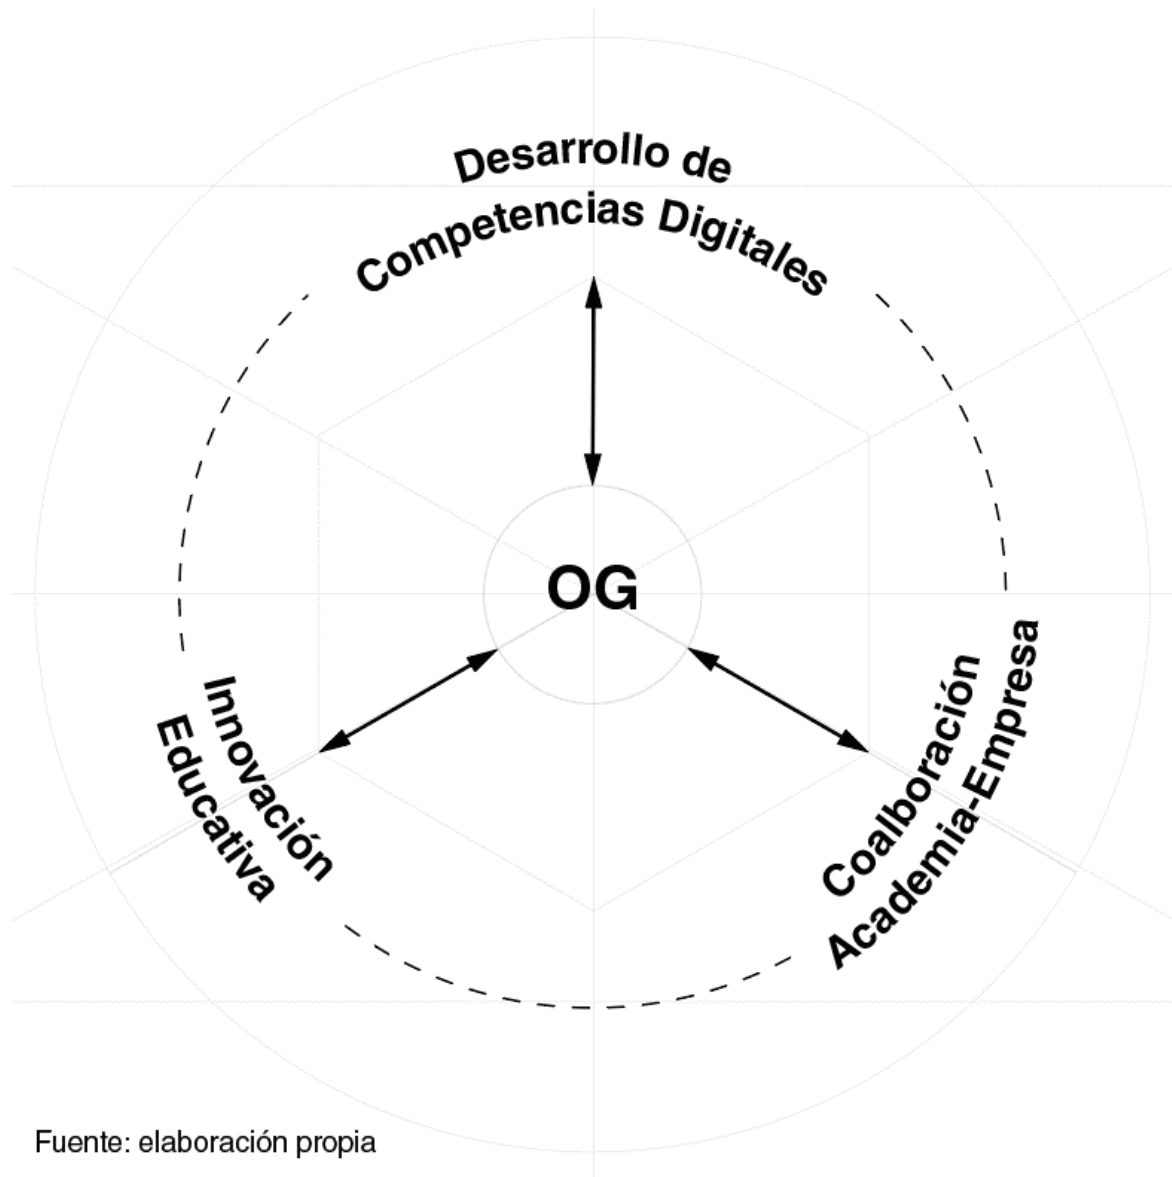 Desarrollo de
Competencias Digitales
OG
Innovación
Educativa
Coalboración
Academia-Empresa
Fuente: elaboración propia